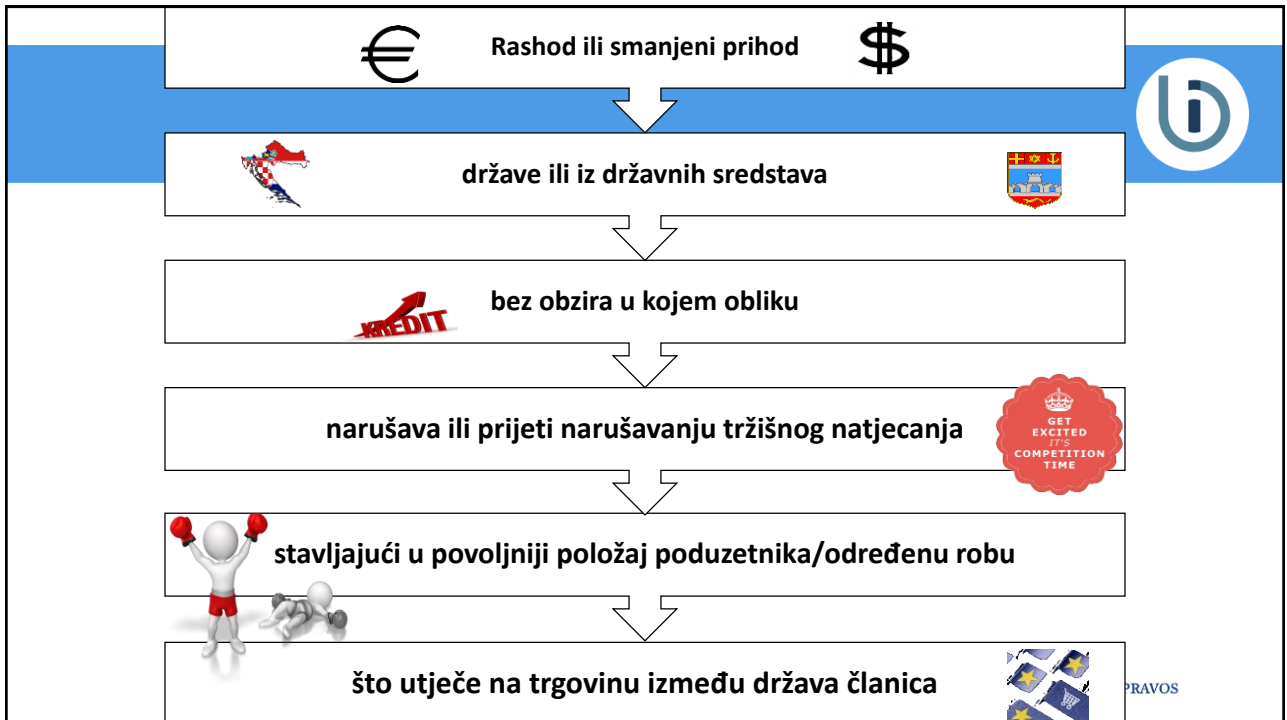 Rashod ili smanjeni prihod
€ $
države ili iz državnih sredstava
bez obzira u kojem obliku
KREDIT
narušava ili prijeti narušavanju tržišnog natjecanja
GET
EXCITED
IT'S
COMPETITION
TIME
stavljajući u povoljniji položaj poduzetnika/određenu robu
što utječe na trgovinu između država članica
PRAVOS